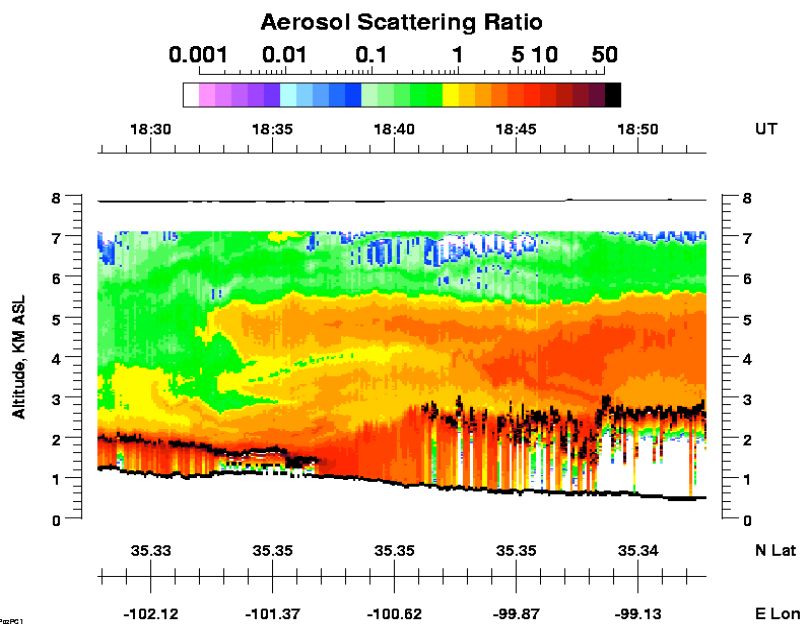 Aerosol Scattering Ratio
0.001 0.01 0.1 1 5 10 50
18:30 18:35 18:40 18:45 18:50 UT
8 8
7 7
6 6
5 5
4 4
3 3
2 2
1 1
0 0
Altitude, KM ASL
35.33 35.35 35.35 35.35 35.34 N Lat
-102.12 -101.37 -100.62 -99.87 -99.13 E Lon